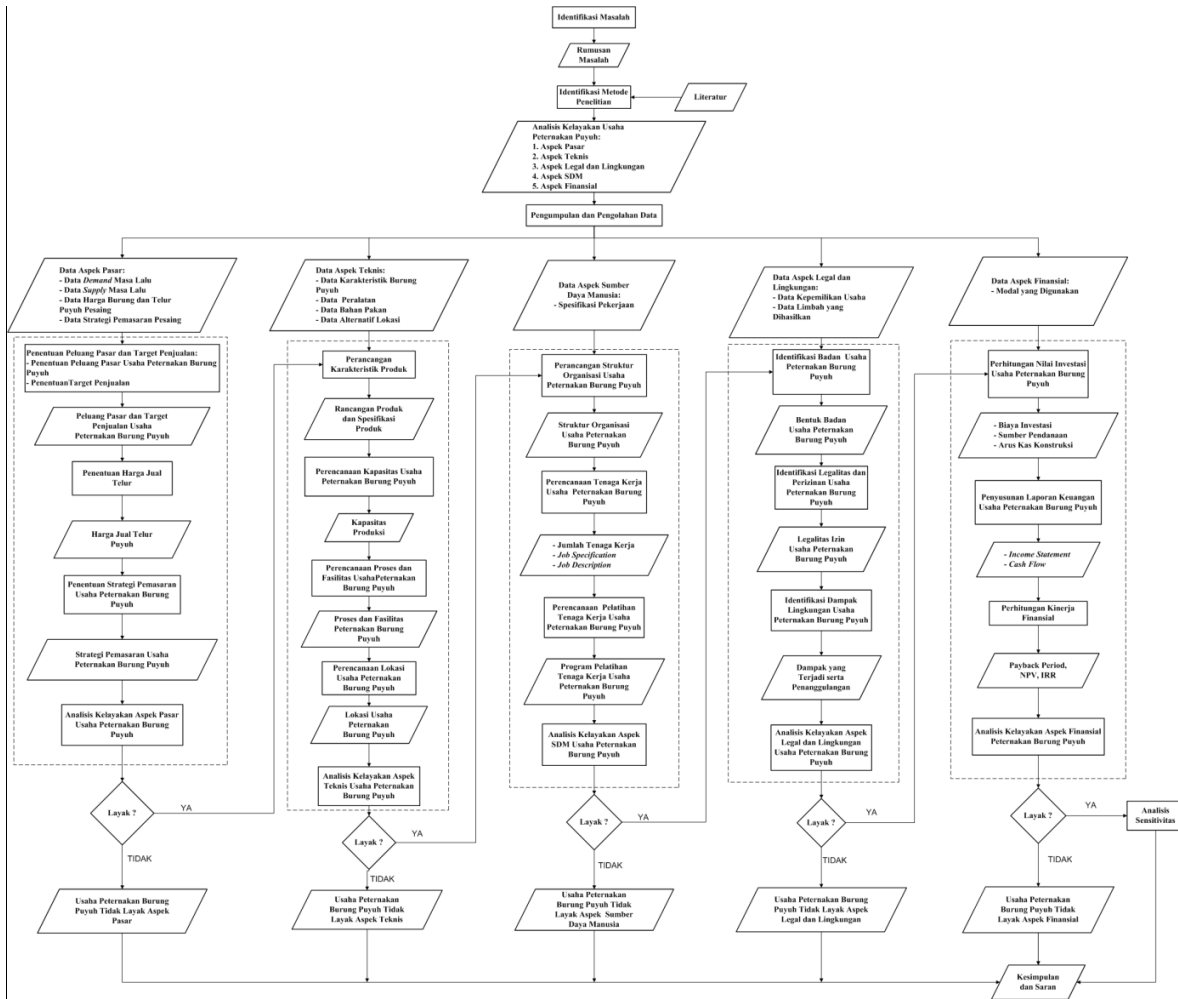 Identifikasi Masalah
Rumusan
Masalah
Identifikasi Metode
Penelitian
Literatur
Analisis Kelayakan Usaha
Peternakan Puyuh:
1. Aspek Pasar
2. Aspek Teknis
3. Aspek Legal dan Lingkungan
4. Aspek SDM
5. Aspek Finansial
Pengumpulan dan Pengolahan Data
Data Aspek Pasar:
- Data Demand Masa Lalu
- Data Supply Masa Lalu
- Data Harga Burung dan Telur
Puyuh Pesaing
- Data Strategi Pemasaran Pesaing
Penentuan Peluang Pasar dan Target Penjualan:
- Penentuan Peluang Pasar Usaha Peternakan Burung
Puyuh
- PenentuanTarget Penjualan
Peluang Pasar dan Target
Penjualan Usaha
Peternakan Burung Puyuh
Penentuan Harga Jual
Telur
Harga Jual Telur
Puyuh
Penentuan Strategi Pemasaran
Usaha Peternakan Burung
Puyuh
Strategi Pemasaran Usaha
Peternakan Burung Puyuh
Analisis Kelayakan Aspek Pasar
Usaha Peternakan Burung
Puyuh
Layak ?
YA
TIDAK
Usaha Peternakan Burung
Puyuh Tidak Layak Aspek
Pasar
Data Aspek Teknis:
- Data Karakteristik Burung
Puyuh
- Data Peralatan
- Data Bahan Pakan
- Data Alternatif Lokasi
Perancangan
Karakteristik Produk
Rancangan Produk
dan Spesifikasi
Produk
Perencanaan Kapasitas Usaha
Peternakan Burung Puyuh
Kapasitas
Produksi
Perencanaan Proses dan
Fasilitas UsahaPeternakan
Burung Puyuh
Proses dan Fasilitas
Peternakan Burung
Puyuh
Perencanaan Lokasi
Usaha Peternakan
Burung Puyuh
Lokasi Usaha
Peternakan
Burung Puyuh
Analisis Kelayakan Aspek
Teknis Usaha Peternakan
Burung Puyuh
Layak ?
YA
TIDAK
Usaha Peternakan
Burung Puyuh Tidak
Layak Aspek Teknis
Data Aspek Sumber
Daya Manusia:
- Spesifikasi Pekerjaan
Perancangan Struktur
Organisasi Usaha
Peternakan Burung Puyuh
Struktur Organisasi
Usaha Peternakan
Burung Puyuh
Perencanaan Tenaga Kerja
Usaha Peternakan Burung
Puyuh
- Jumlah Tenaga Kerja
- Job Specification
- Job Description
Perencanaan Pelatihan
Tenaga Kerja Usaha
Peternakan Burung Puyuh
Program Pelatihan
Tenaga Kerja Usaha
Peternakan Burung
Puyuh
Analisis Kelayakan Aspek
SDM Usaha Peternakan
Burung Puyuh
Layak ?
YA
TIDAK
Usaha Peternakan
Burung Puyuh Tidak
Layak Aspek Sumber
Daya Manusia
Data Aspek Legal dan
Lingkungan:
- Data Kepemilikan Usaha
- Data Limbah yang
Dihasilkan
Identifikasi Badan Usaha
Peternakan Burung
Puyuh
Bentuk Badan
Usaha Peternakan
Burung Puyuh
Identifikasi Legalitas dan
Perizinan Usaha
Peternakan Burung
Puyuh
Legalitas Izin
Usaha Peternakan
Burung Puyuh
Identifikasi Dampak
Lingkungan Usaha
Peternakan Burung Puyuh
Dampak yang
Terjadi serta
Penanggulangan
Analisis Kelayakan Aspek
Legal dan Lingkungan
Usaha Peternakan Burung
Puyuh
Layak ?
YA
TIDAK
Usaha Peternakan Burung
Puyuh Tidak Layak Aspek
Legal dan Lingkungan
Data Aspek Finansial:
- Modal yang Digunakan
Perhitungan Nilai Investasi
Usaha Peternakan Burung
Puyuh
- Biaya Investasi
- Sumber Pendanaan
- Arus Kas Konstruksi
Penyusunan Laporan Keuangan
Usaha Peternakan Burung Puyuh
- Income Statement
- Cash Flow
Perhitungan Kinerja
Finansial
Payback Period,
NPV, IRR
Analisis Kelayakan Aspek Finansial
Peternakan Burung Puyuh
Layak ?
YA
Analisis
Sensitivitas
TIDAK
Usaha Peternakan
Burung Puyuh Tidak
Layak Aspek Finansial
Kesimpulan
dan Saran